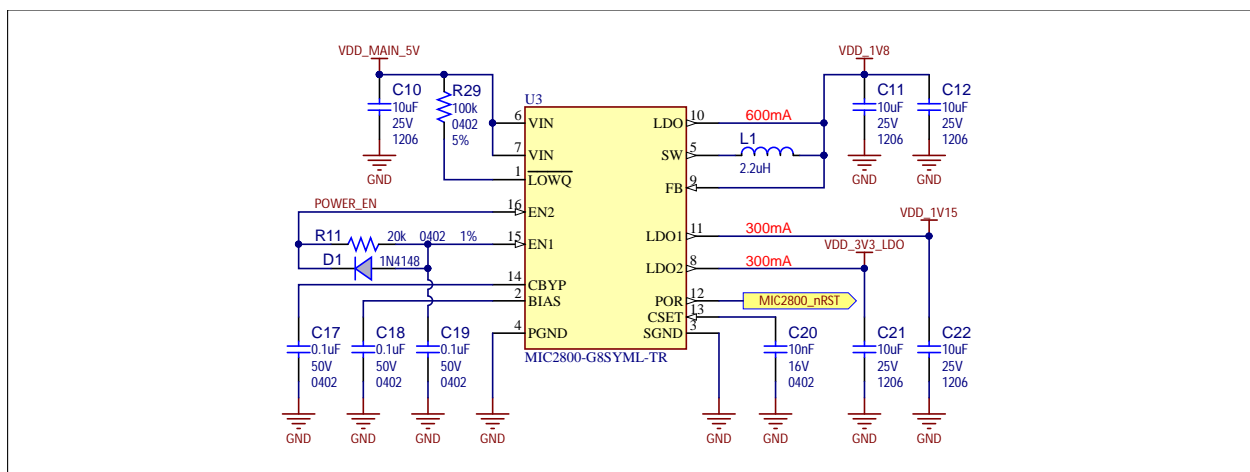 VDD_MAIN_5V
VDD_1V8
C10
10uF
25V
1206
R29
100k
0402
5%
U3
C11
10uF
25V
1206
C12
10uF
25V
1206
GND
GND
GND
6
VIN
7
VIN
1
LOWQ
16
EN2
15
EN1
14
CBYP
2
BIAS
4
PGND
LDO
10
600mA
SW
5
L1
2.2uH
FB
9
LDO1
11
300mA
LDO2
8
300mA
POR
12
MIC2800_nRST
CSET
13
SGND
3
MIC2800-G8SYML-TR
VDD_1V15
VDD_3V3_LDO
POWER_EN
R11
20k
0402
1%
D1
1N4148
C17
0.1uF
50V
0402
C18
0.1uF
50V
0402
C19
0.1uF
50V
0402
C20
10nF
16V
0402
C21
10uF
25V
1206
C22
10uF
25V
1206
GND
GND
GND
GND
GND
GND
GND
GND